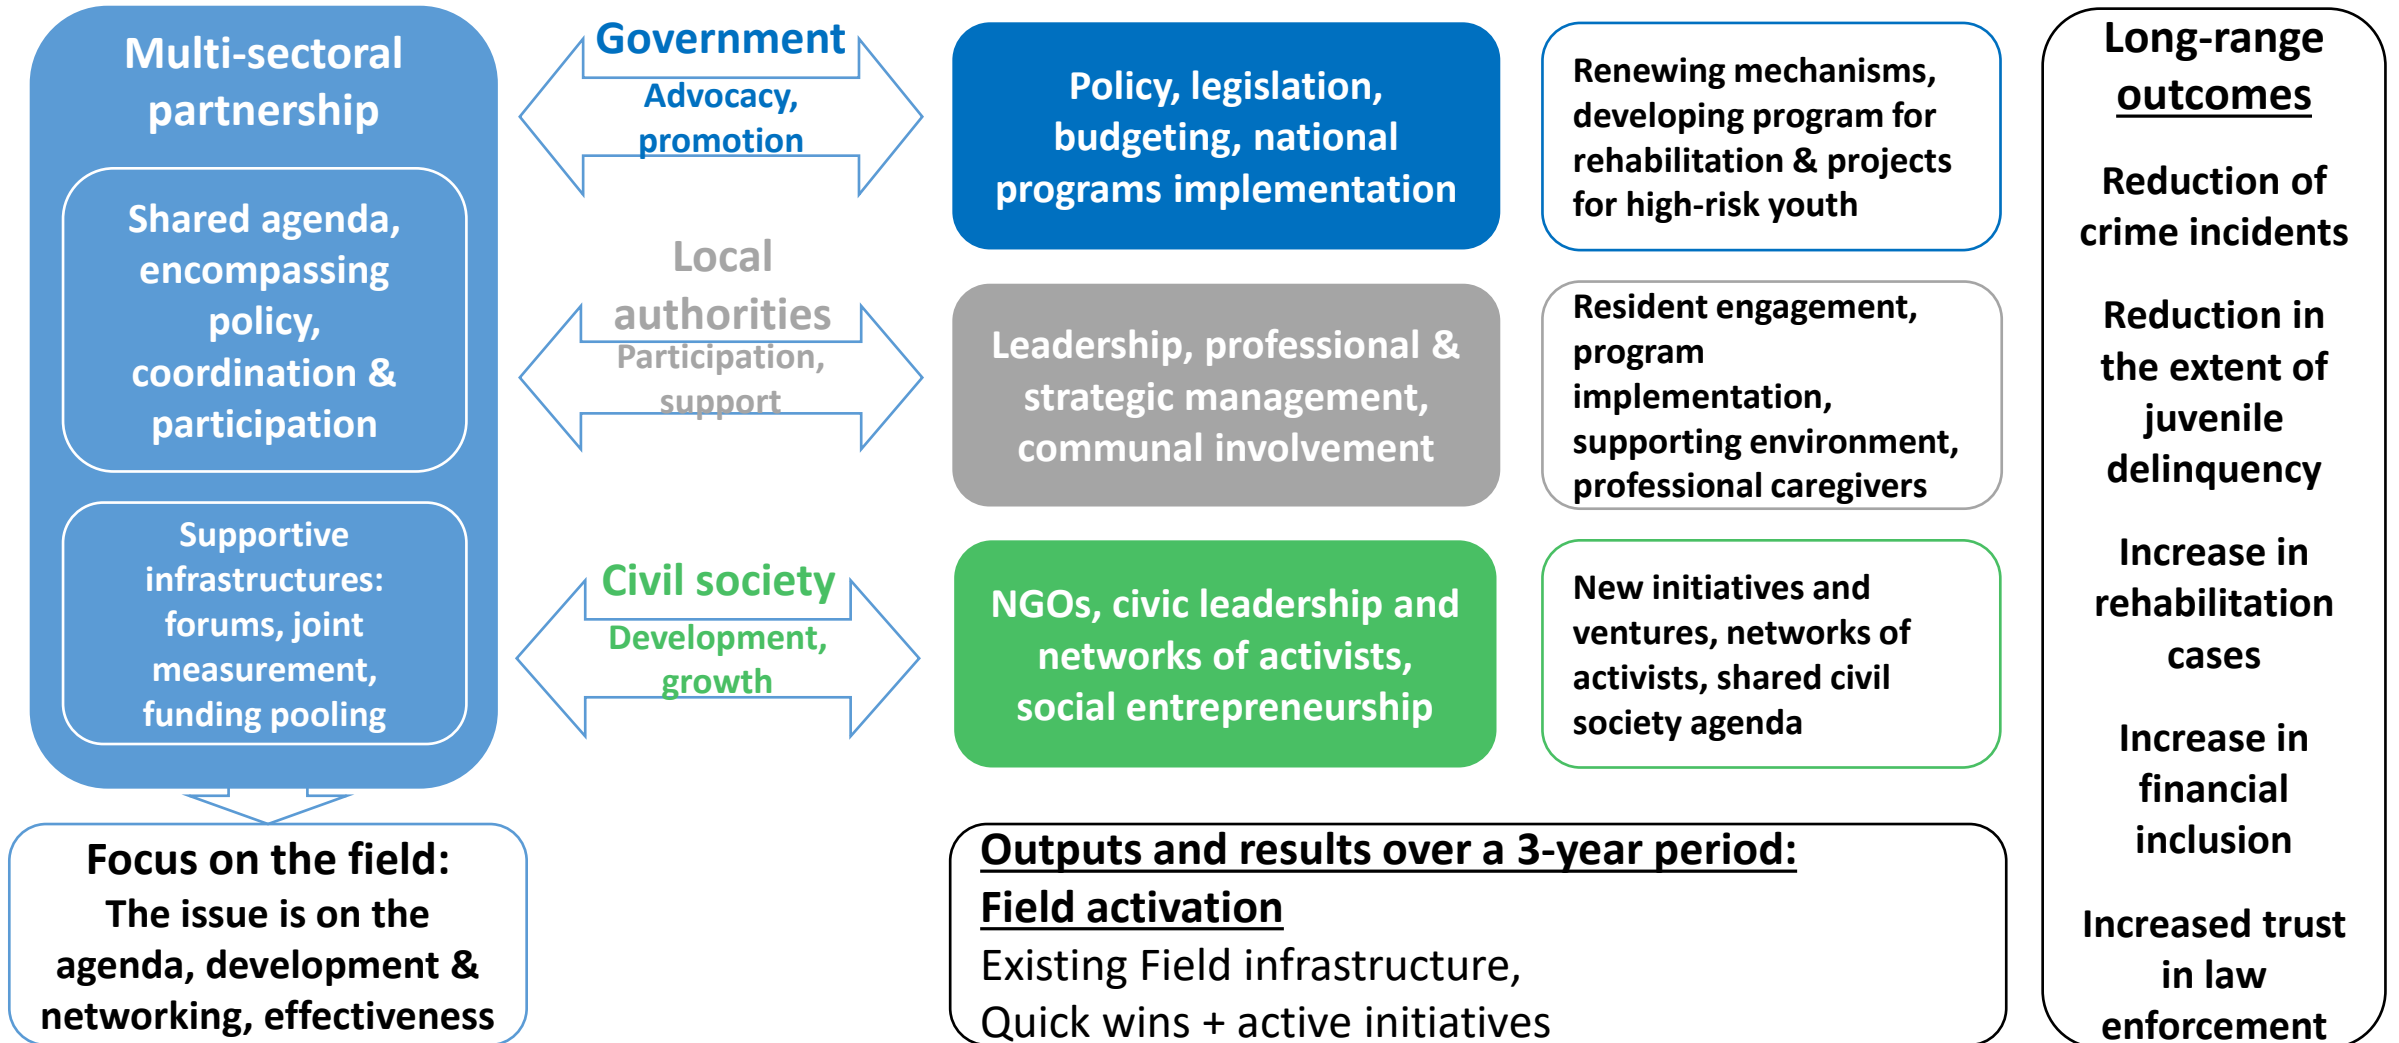 Multi-sectoral
partnership
Shared agenda,
encompassing
policy,
coordination &
participation
Supportive
infrastructures:
forums, joint
measurement,
funding pooling
Focus on the field:
The issue is on the
agenda, development &
networking, effectiveness
Government
Advocacy,
promotion
Local
authorities
Participation,
support
Civil society
Development,
growth
Policy, legislation,
budgeting, national
programs implementation
Leadership, professional &
strategic management,
communal involvement
NGOs, civic leadership and
networks of activists,
social entrepreneurship
Renewing mechanisms,
developing program for
rehabilitation & projects
for high-risk youth
Resident engagement,
program
implementation,
supporting environment,
professional caregivers
New initiatives and
ventures, networks of
activists, shared civil
society agenda
Outputs and results over a 3-year period:
Field activation
Existing Field infrastructure,
Quick wins + active initiatives
Long-range
outcomes
Reduction of
crime incidents
Reduction in
the extent of
juvenile
delinquency
Increase in
rehabilitation
cases
Increase in
financial
inclusion
Increased trust
in law
enforcement